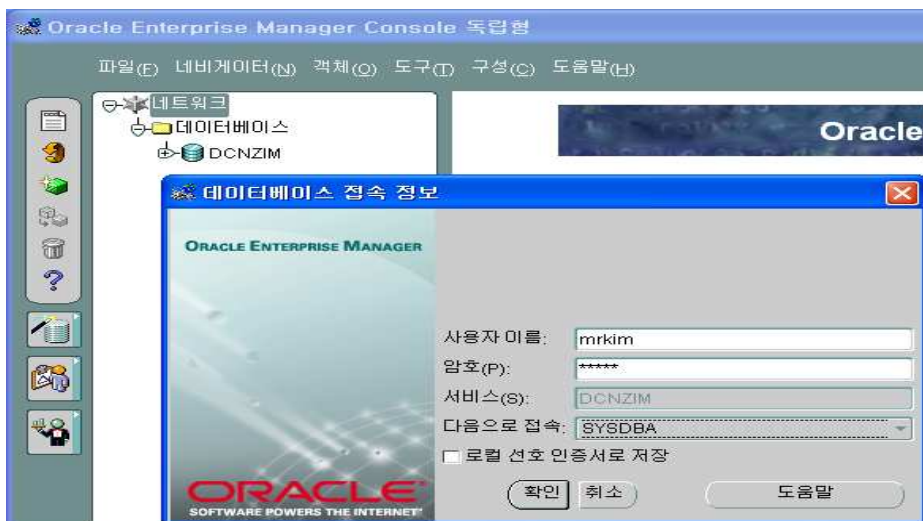 Oracle Enterprise Manager Console 독립형
파일(F) 네비게이터(N) 객체(O) 도구(T) 구성(C) 도움말(H)
네트워크
데이터베이스
DCNZIM
Oracle
데이터베이스 접속 정보
ORACLE ENTERPRISE MANAGER
사용자 이름: mrkim
암호(P): *****
서비스(S): DCNZIM
다음으로 접속: SYSDBA
로컬 선호 인증서로 저장
확인 취소 도움말
ORACLE
SOFTWARE POWERS THE INTERNET